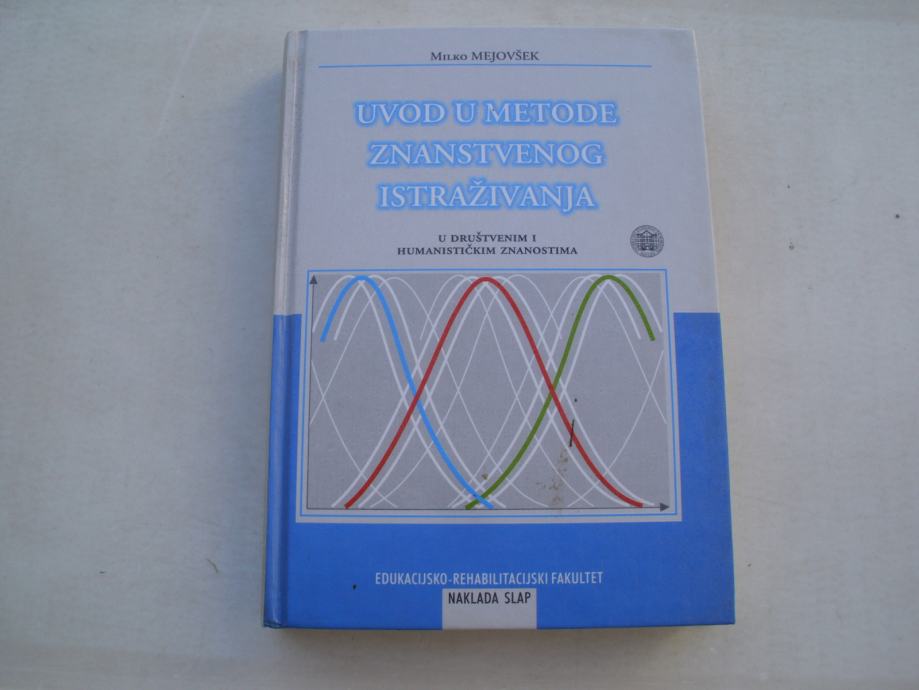 Milko MEJOVŠEK
UVOD U METODE
ZNANSTVENOG
ISTRAŽIVANJA
U DRUŠTVENIM I
HUMANISTIČKIM ZNANOSTIMA
EDUKACIJSKO-REHABILITACIJSKI FAKULTET
NAKLADA SLAP